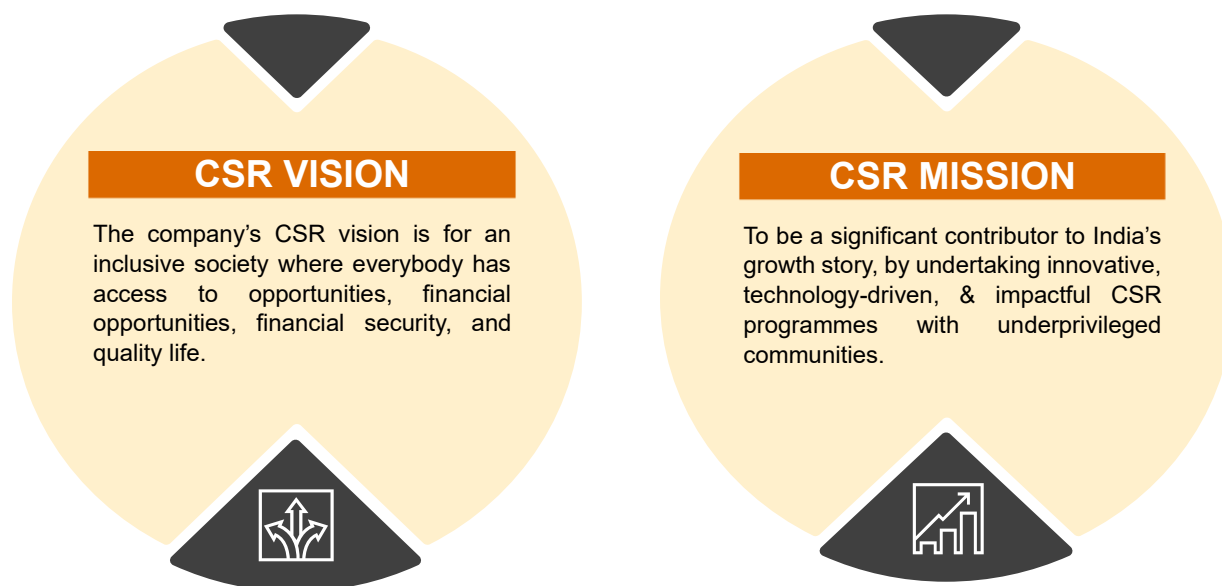 CSR VISION
The company’s CSR vision is for an
inclusive society where everybody has
access to opportunities, financial
opportunities, financial security, and
quality life.
CSR MISSION
To be a significant contributor to India’s
growth story, by undertaking innovative,
technology-driven, & impactful CSR
programmes with underprivileged
communities.